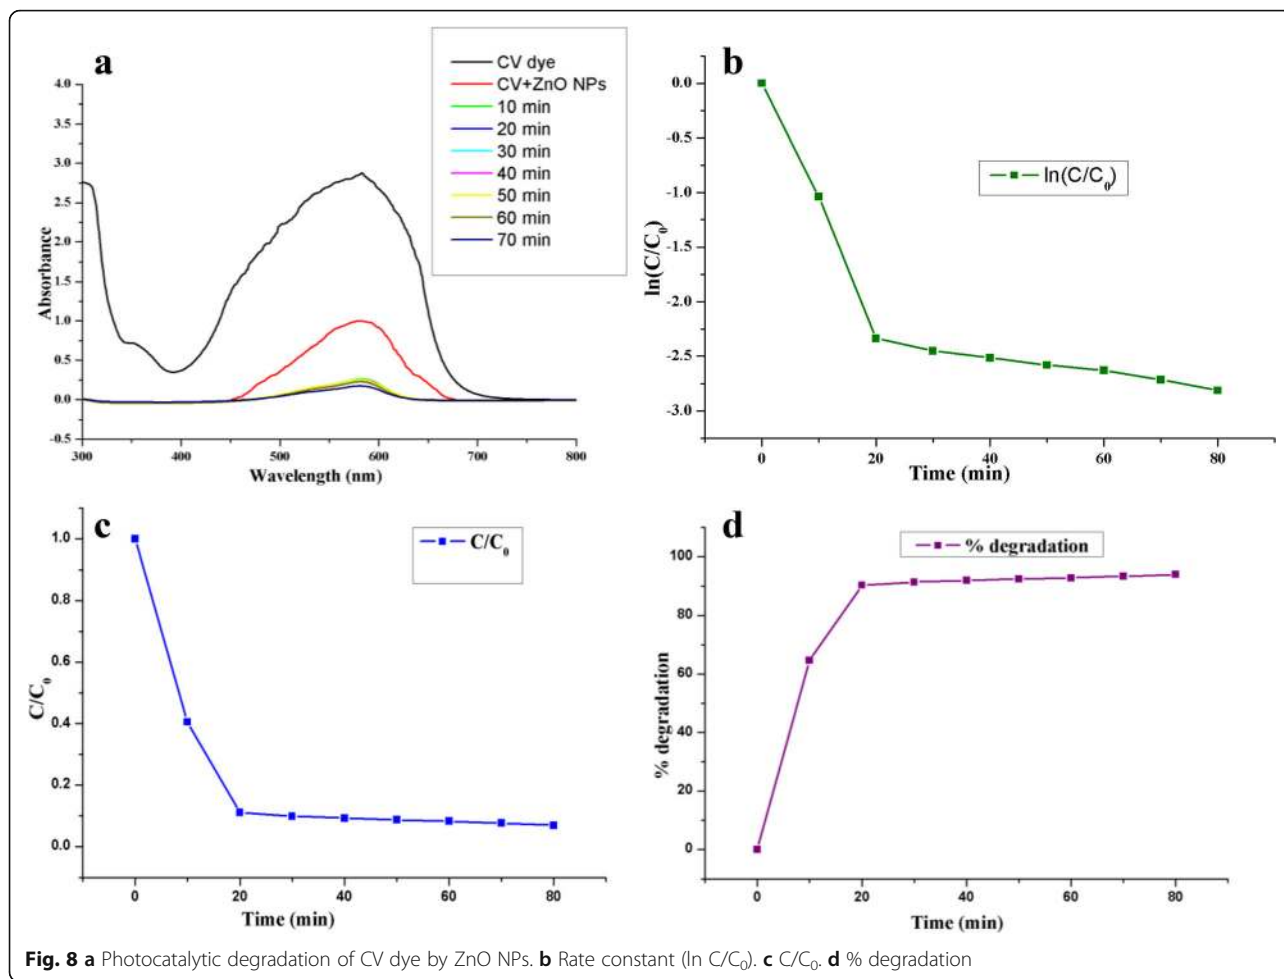 a
CV dye
CV+ZnO NPs
10 min
20 min
30 min
40 min
50 min
60 min
70 min
4.0
3.5
3.0
2.5
2.0
1.5
1.0
0.5
0.0
-0.5
Absorbance
300 400 500 600 700 800
Wavelength (nm)
b
ln(C/C₀)
0.0
-0.5
-1.0
-1.5
-2.0
-2.5
-3.0
ln(C/C₀)
0 20 40 60 80
Time (min)
c
C/C₀
1.0
0.8
0.6
0.4
0.2
0.0
C/C₀
0 20 40 60 80
Time (min)
d
% degradation
100
80
60
40
20
0
% degradation
0 20 40 60 80
Time (min)
Fig. 8 a Photocatalytic degradation of CV dye by ZnO NPs. b Rate constant (ln C/C₀). c C/C₀. d % degradation